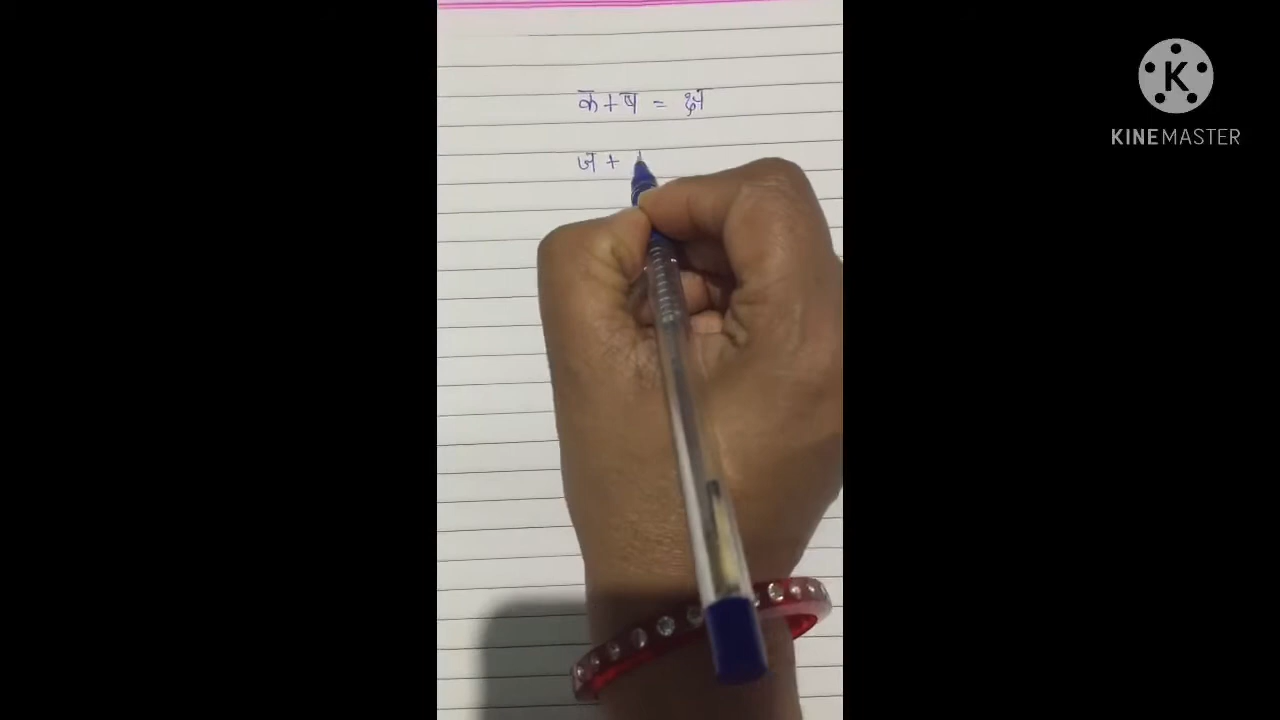 क + ष = क्ष
ज +
KINEMASTER